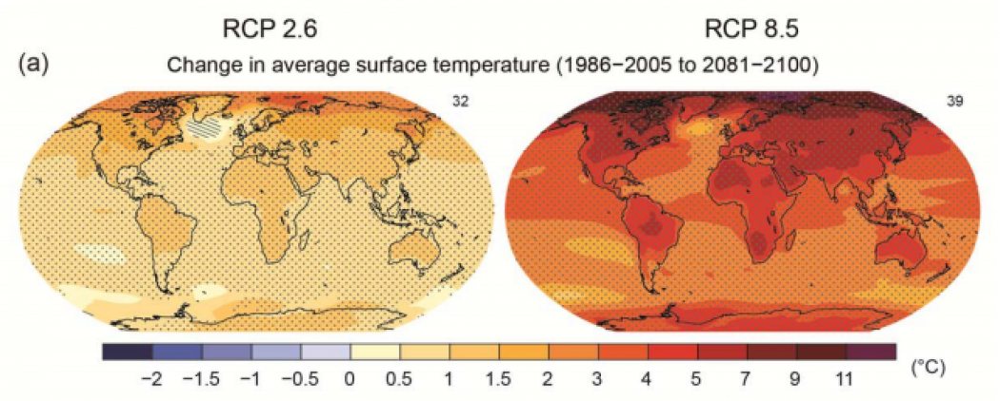 RCP 2.6 RCP 8.5
(a) Change in average surface temperature (1986−2005 to 2081−2100)
32 39
−2 −1.5 −1 −0.5 0 0.5 1 1.5 2 3 4 5 7 9 11 (°C)